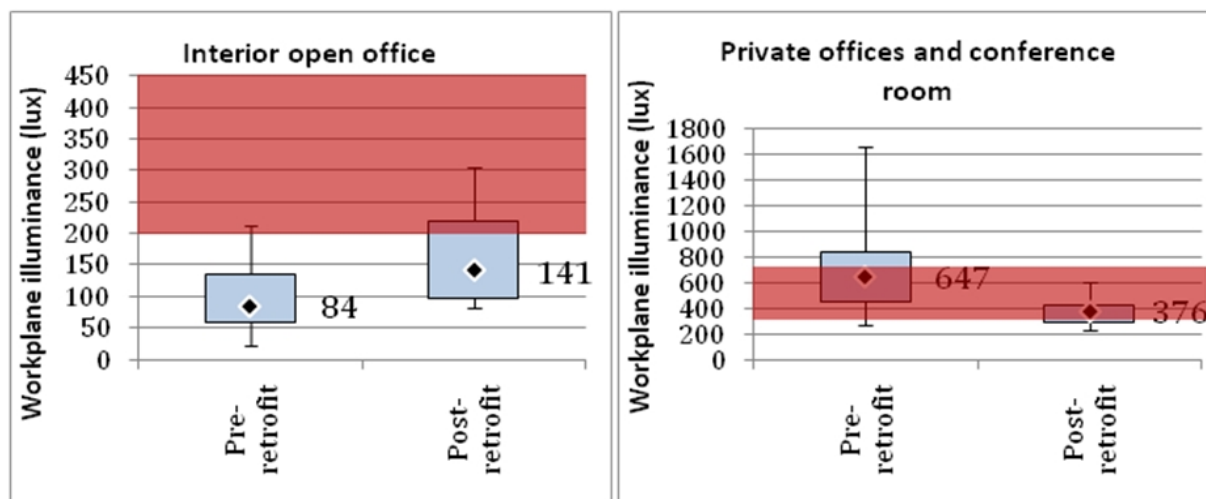 Interior open office
Workplane illuminance (lux)
450
400
350
300
250
200
150
100
50
0
84
141
Pre-
retrofit
Post-
retrofit
Private offices and conference
room
Workplane illuminance (lux)
1800
1600
1400
1200
1000
800
600
400
200
0
647
376
Pre-
retrofit
Post-
retrofit